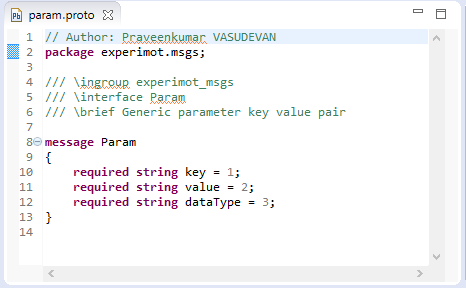 param.proto
1 // Author: Praveenkumar VASUDEVAN
2 package experimot.msgs;
3
4 /// \ingroup experimot_msgs
5 /// \interface Param
6 /// \brief Generic parameter key value pair
7
8 message Param
9 {
10     required string key = 1;
11     required string value = 2;
12     required string dataType = 3;
13 }
14